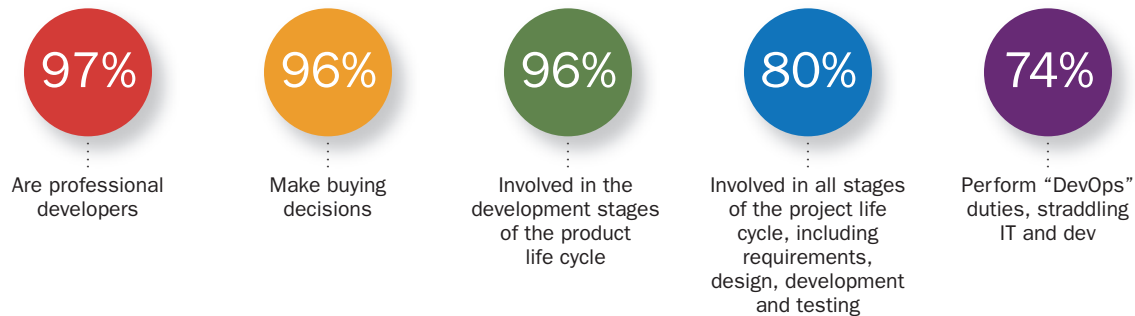 97%
Are professional
developers
96%
Make buying
decisions
96%
Involved in the
development stages
of the product
life cycle
80%
Involved in all stages
of the project life
cycle, including
requirements,
design, development
and testing
74%
Perform “DevOps”
duties, straddling
IT and dev